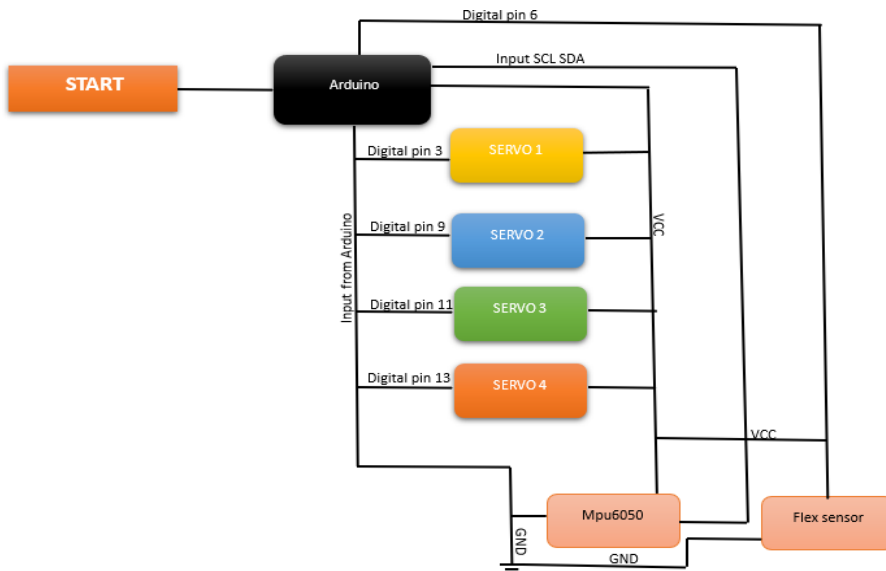 Digital pin 6
Input SCL SDA
START
Arduino
Digital pin 3
SERVO 1
Input from Arduino
Digital pin 9
SERVO 2
VCC
Digital pin 11
SERVO 3
Digital pin 13
SERVO 4
VCC
Mpu6050
Flex sensor
GND
GND